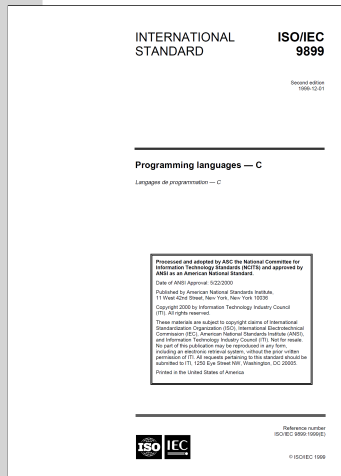 INTERNATIONAL
STANDARD
ISO/IEC
9899
Second edition
1999-12-01
Programming languages — C
Langages de programmation — C
Processed and adopted by ASC the National Committee for
Information Technology Standards (NCITS) and approved by
ANSI as an American National Standard.
Date of ANSI Approval: 5/22/2000
Published by American National Standards Institute,
11 West 42nd Street, New York, New York 10036
Copyright 2000 by Information Technology Industry Council
(ITI). All rights reserved.
These materials are subject to copyright claims of International
Standardization Organization (ISO), International Electrotechnical
Commission (IEC), American National Standards Institute (ANSI),
and Information Technology Industry Council (ITI). Not for resale.
No part of this publication may be reproduced in any form,
including an electronic retrieval system, without the prior written
permission of ITI. All requests pertaining to this standard should be
submitted to ITI, 1250 Eye Street NW, Washington, DC 20005.
Printed in the United States of America
Reference number
ISO/IEC 9899:1999(E)
ISO IEC
© ISO/IEC 1999